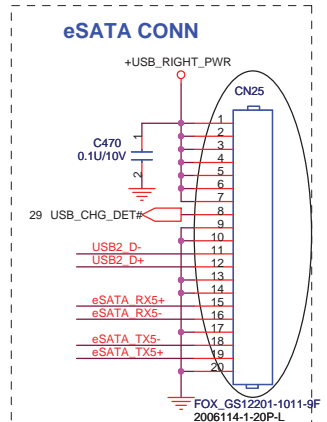 eSATA CONN
+USB_RIGHT_PWR
CN25
C470
0.1U/10V
1
2
1
2
3
4
5
6
7
8
9
10
11
12
13
14
15
16
17
18
19
20
29 USB_CHG_DET#
USB2_D-
USB2_D+
eSATA_RX5+
eSATA_RX5-
eSATA_TX5-
eSATA_TX5+
FOX_GS12201-1011-9F
2006114-1-20P-L